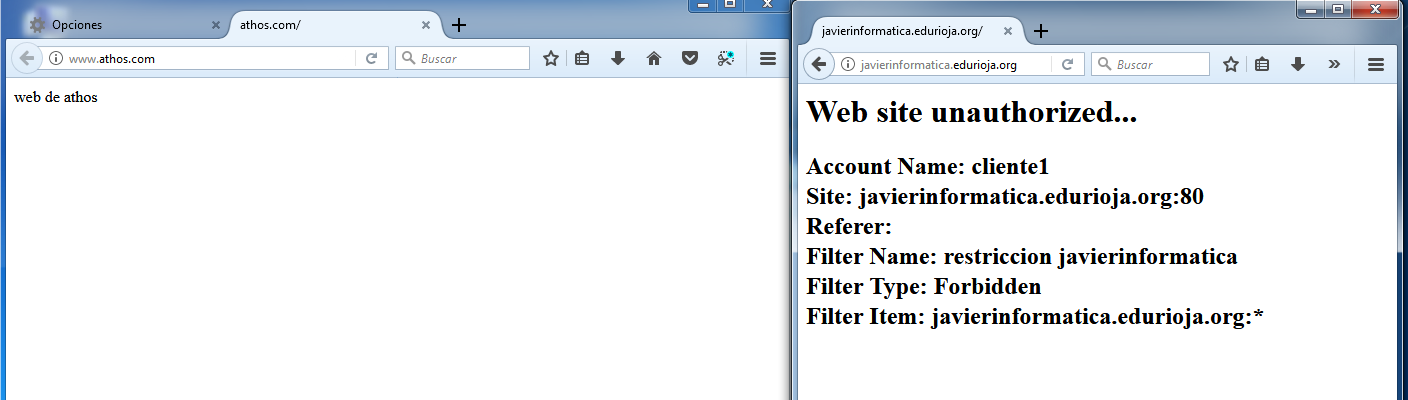 Opciones
athos.com/
www.athos.com
Buscar
web de athos
javierinformatica.edurioja.org/
javierinformatica.edurioja.org
Buscar
Web site unauthorized...
Account Name: cliente1
Site: javierinformatica.edurioja.org:80
Referer:
Filter Name: restriccion javierinformatica
Filter Type: Forbidden
Filter Item: javierinformatica.edurioja.org:*